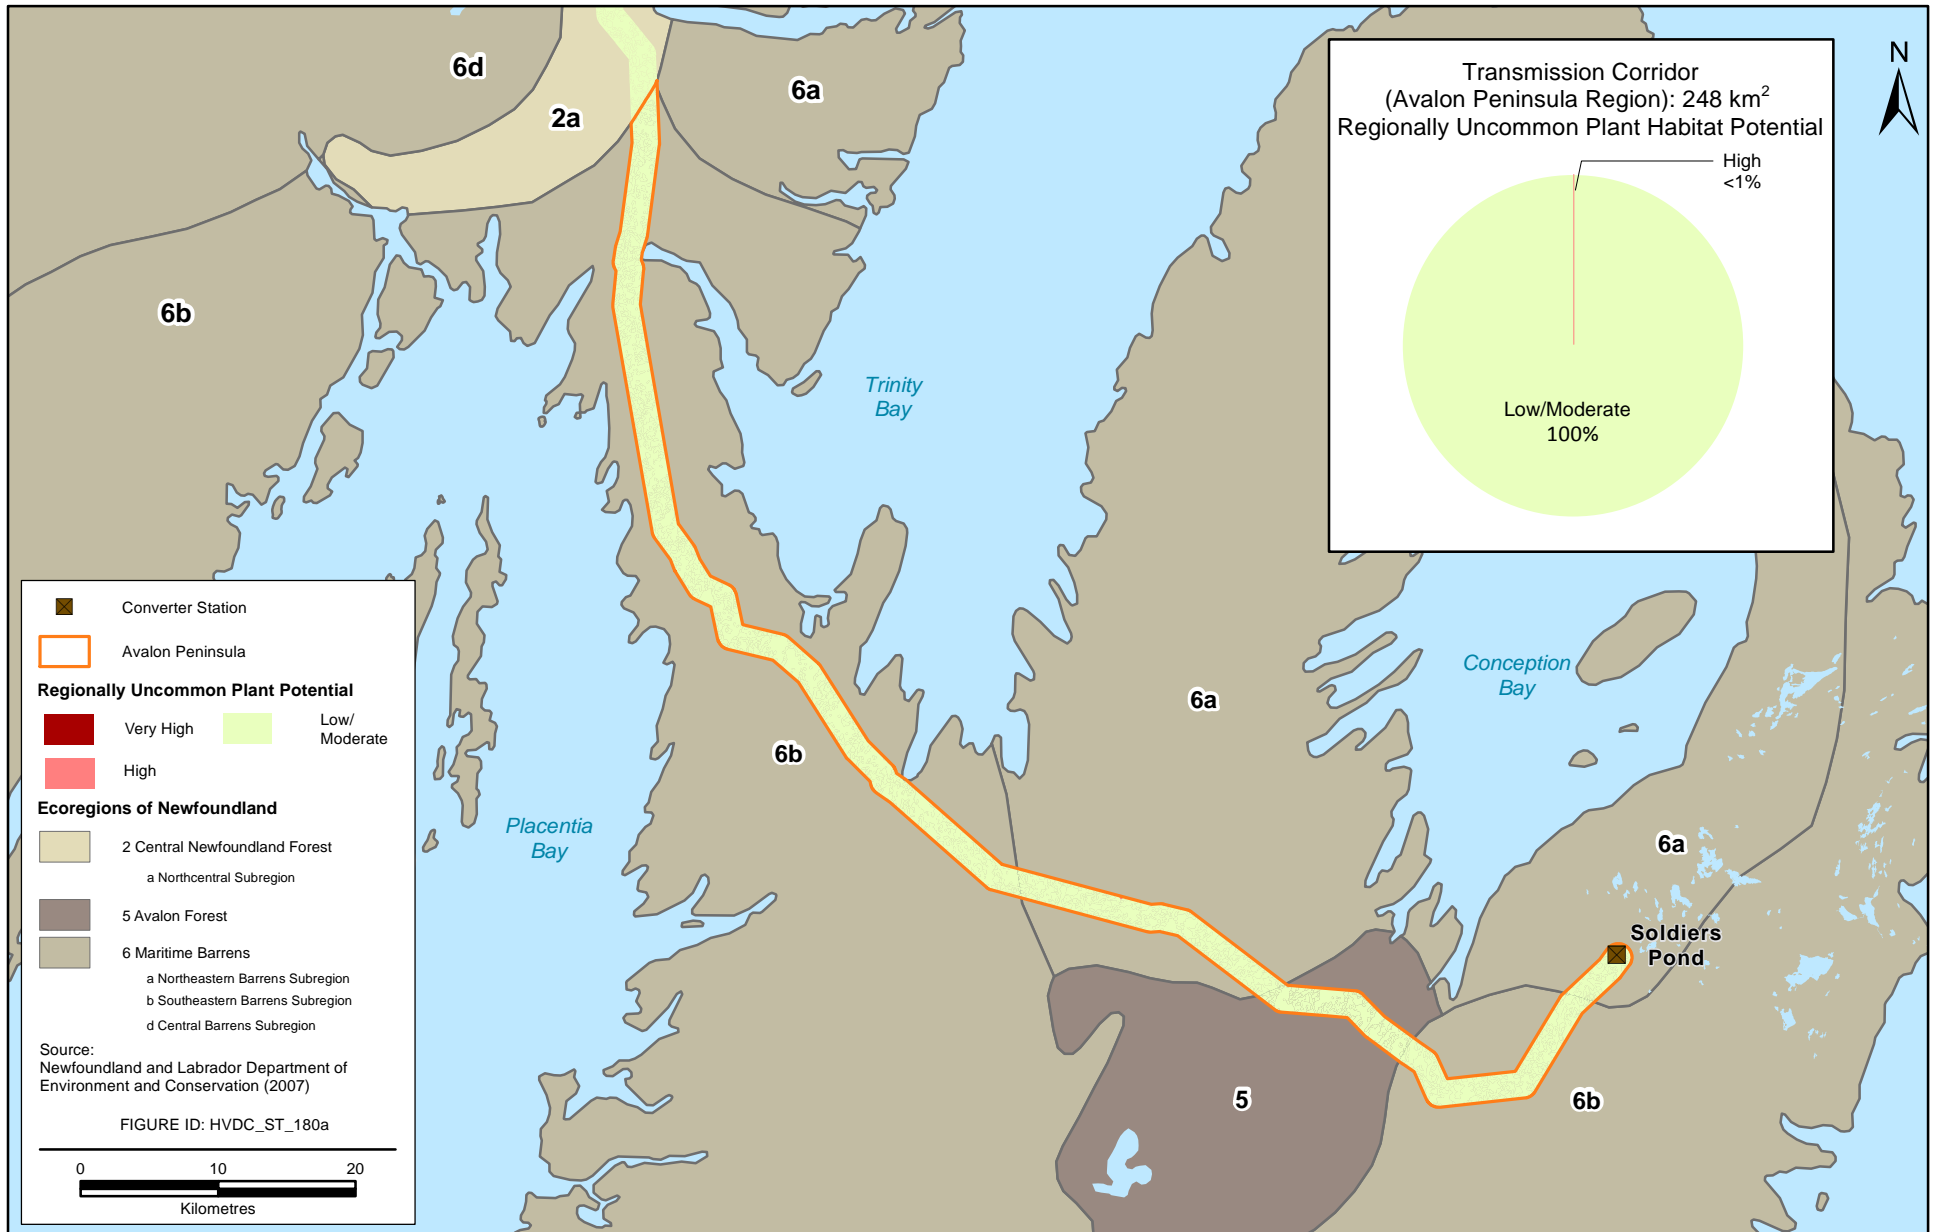 6d
6a
2a
6b
Trinity
Bay
6a
Conception
Bay
6b
Placentia
Bay
6a
Soldiers
Pond
5
6b
N
Transmission Corridor
(Avalon Peninsula Region): 248 km²
Regionally Uncommon Plant Habitat Potential
High
<1%
Low/Moderate
100%
Converter Station
Avalon Peninsula
Regionally Uncommon Plant Potential
Very High
Low/
Moderate
High
Ecoregions of Newfoundland
2 Central Newfoundland Forest
a Northcentral Subregion
5 Avalon Forest
6 Maritime Barrens
a Northeastern Barrens Subregion
b Southeastern Barrens Subregion
d Central Barrens Subregion
Source:
Newfoundland and Labrador Department of
Environment and Conservation (2007)
FIGURE ID: HVDC_ST_180a
0 10 20
Kilometres